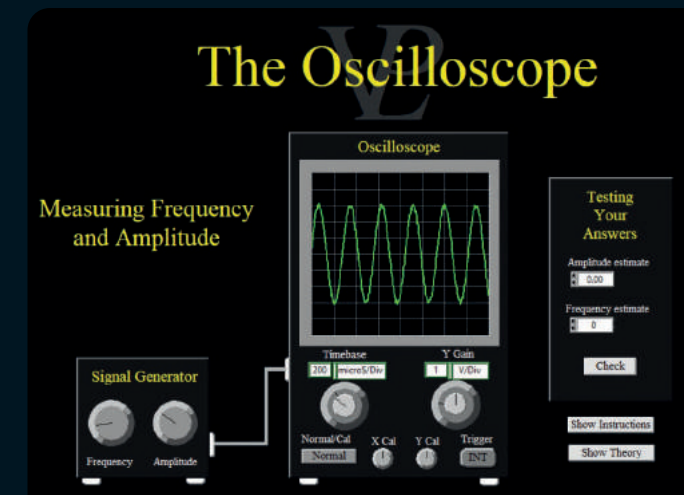 The Oscilloscope
VPL
Measuring Frequency
and Amplitude
Oscilloscope
Timebase
200 microS/Div
Y Gain
1 V/Div
Normal/Cal
Normal
X Cal
Y Cal
Trigger
INT
Signal Generator
Frequency
Amplitude
Testing
Your
Answers
Amplitude estimate
0.00
Frequency estimate
0
Check
Show Instructions
Show Theory